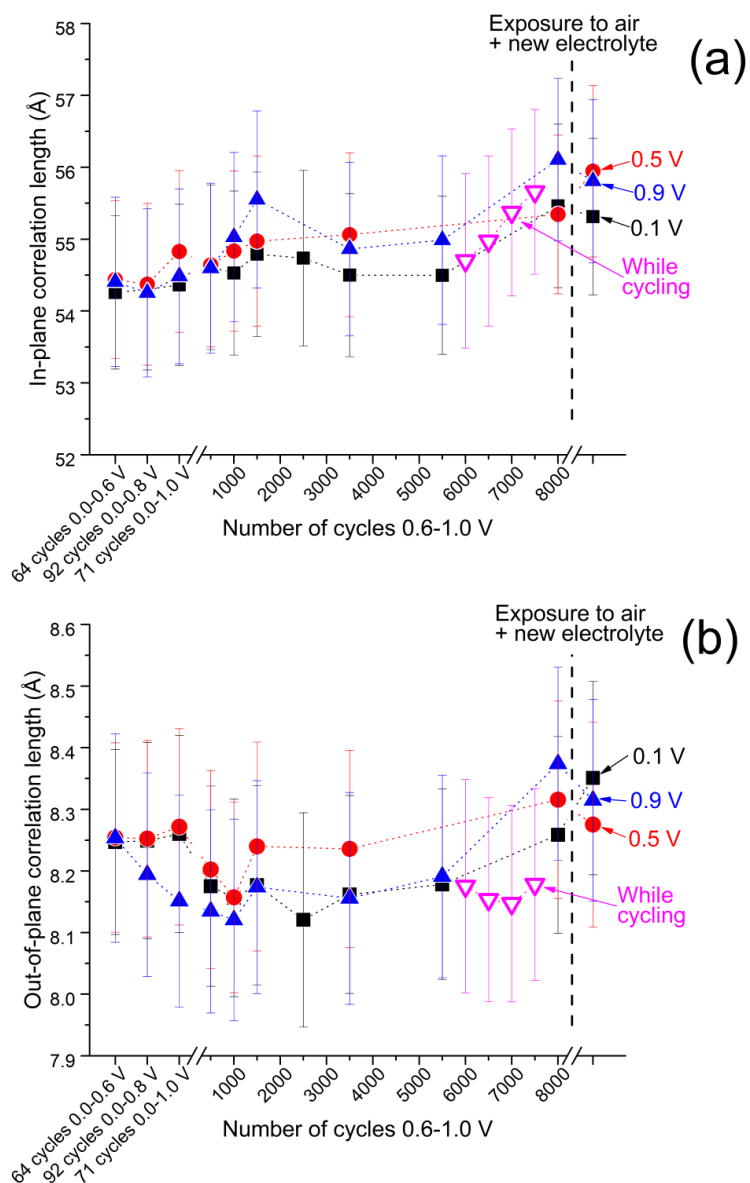 Exposure to air
+ new electrolyte
(a)
58
57
56
55
54
53
52
In-plane correlation length (Å)
0.5 V
0.9 V
0.1 V
While
cycling
64 cycles 0.0-0.6 V
92 cycles 0.0-0.8 V
71 cycles 0.0-1.0 V
1000
2000
3000
4000
5000
6000
7000
8000
Number of cycles 0.6-1.0 V
Exposure to air
+ new electrolyte
(b)
8.6
8.5
8.4
8.3
8.2
8.1
8.0
7.9
Out-of-plane correlation length (Å)
0.1 V
0.9 V
0.5 V
While
cycling
64 cycles 0.0-0.6 V
92 cycles 0.0-0.8 V
71 cycles 0.0-1.0 V
1000
2000
3000
4000
5000
6000
7000
8000
Number of cycles 0.6-1.0 V